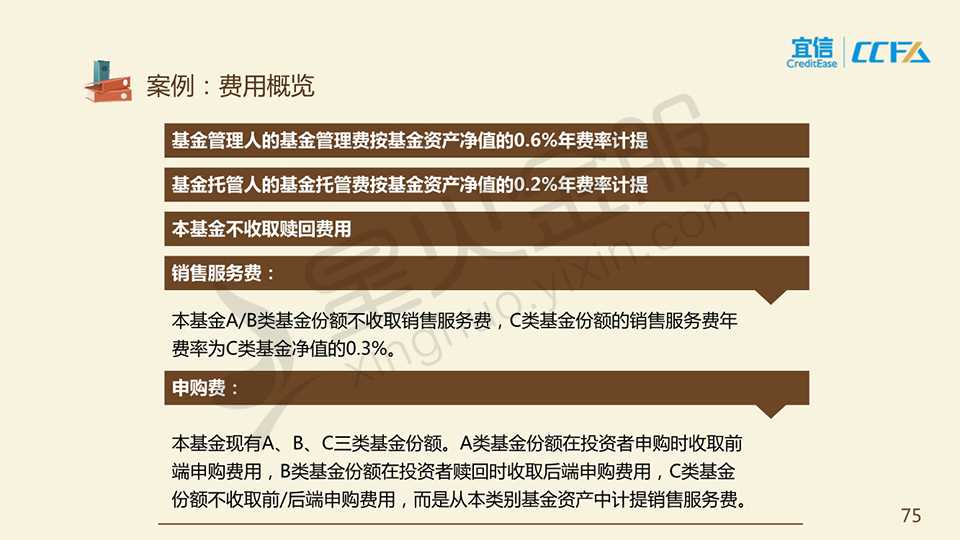 宜信
CreditEase
CCFA
案例：费用概览
基金管理人的基金管理费按基金资产净值的0.6%年费率计提
基金托管人的基金托管费按基金资产净值的0.2%年费率计提
本基金不收取赎回费用
销售服务费：
本基金A/B类基金份额不收取销售服务费，C类基金份额的销售服务费年
费率为C类基金净值的0.3%。
申购费：
本基金现有A、B、C三类基金份额。A类基金份额在投资者申购时收取前
端申购费用，B类基金份额在投资者赎回时收取后端申购费用，C类基金
份额不收取前/后端申购费用，而是从本类别基金资产中计提销售服务费。
星火金服
xinghuo.yixin.com
75